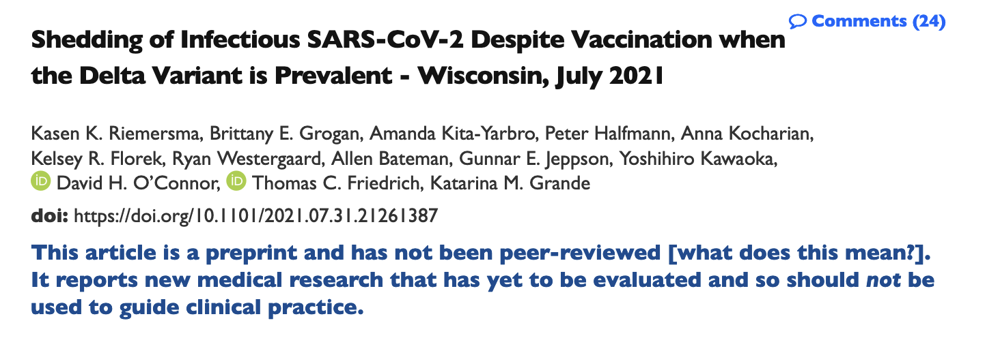 Comments (24)
Shedding of Infectious SARS-CoV-2 Despite Vaccination when
the Delta Variant is Prevalent - Wisconsin, July 2021
Kasen K. Riemersma, Brittany E. Grogan, Amanda Kita-Yarbro, Peter Halfmann, Anna Kocharian,
Kelsey R. Florek, Ryan Westergaard, Allen Bateman, Gunnar E. Jeppson, Yoshihiro Kawaoka,
iD David H. O’Connor, iD Thomas C. Friedrich, Katarina M. Grande
doi: https://doi.org/10.1101/2021.07.31.21261387
This article is a preprint and has not been peer-reviewed [what does this mean?].
It reports new medical research that has yet to be evaluated and so should not be
used to guide clinical practice.